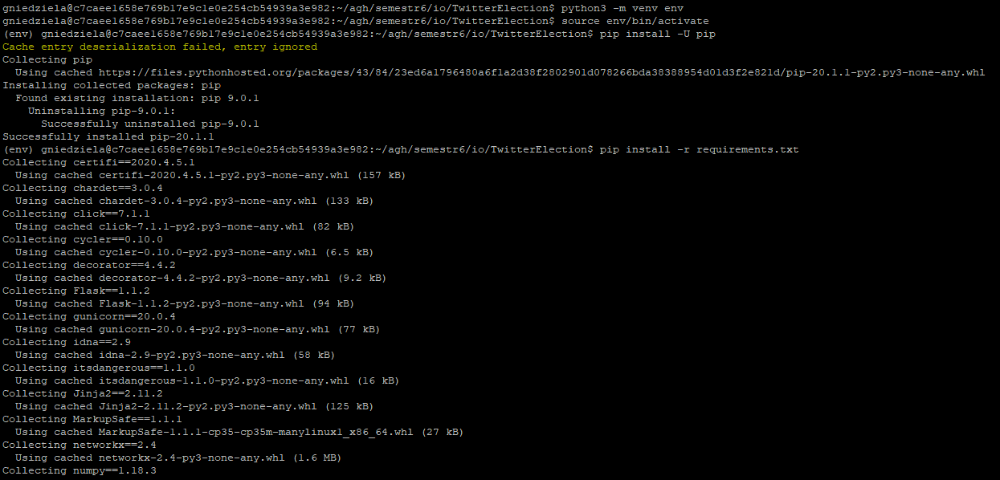 gniedziela@c7caee1658e769b17e9c1e0e254cb54939a3e982:~/agh/semestr6/io/TwitterElection$ python3 -m venv env
gniedziela@c7caee1658e769b17e9c1e0e254cb54939a3e982:~/agh/semestr6/io/TwitterElection$ source env/bin/activate
(env) gniedziela@c7caee1658e769b17e9c1e0e254cb54939a3e982:~/agh/semestr6/io/TwitterElection$ pip install -U pip
Cache entry deserialization failed, entry ignored
Collecting pip
  Using cached https://files.pythonhosted.org/packages/43/84/23ed6a1796480a6f1a2d38f2802901d078266bda38388954d01d3f2e821d/pip-20.1.1-py2.py3-none-any.whl
Installing collected packages: pip
  Found existing installation: pip 9.0.1
    Uninstalling pip-9.0.1:
      Successfully uninstalled pip-9.0.1
Successfully installed pip-20.1.1
(env) gniedziela@c7caee1658e769b17e9c1e0e254cb54939a3e982:~/agh/semestr6/io/TwitterElection$ pip install -r requirements.txt
Collecting certifi==2020.4.5.1
  Using cached certifi-2020.4.5.1-py2.py3-none-any.whl (157 kB)
Collecting chardet==3.0.4
  Using cached chardet-3.0.4-py2.py3-none-any.whl (133 kB)
Collecting click==7.1.1
  Using cached click-7.1.1-py2.py3-none-any.whl (82 kB)
Collecting cycler==0.10.0
  Using cached cycler-0.10.0-py2.py3-none-any.whl (6.5 kB)
Collecting decorator==4.4.2
  Using cached decorator-4.4.2-py2.py3-none-any.whl (9.2 kB)
Collecting Flask==1.1.2
  Using cached Flask-1.1.2-py2.py3-none-any.whl (94 kB)
Collecting gunicorn==20.0.4
  Using cached gunicorn-20.0.4-py2.py3-none-any.whl (77 kB)
Collecting idna==2.9
  Using cached idna-2.9-py2.py3-none-any.whl (58 kB)
Collecting itsdangerous==1.1.0
  Using cached itsdangerous-1.1.0-py2.py3-none-any.whl (16 kB)
Collecting Jinja2==2.11.2
  Using cached Jinja2-2.11.2-py2.py3-none-any.whl (125 kB)
Collecting MarkupSafe==1.1.1
  Using cached MarkupSafe-1.1.1-cp35-cp35m-manylinux1_x86_64.whl (27 kB)
Collecting networkx==2.4
  Using cached networkx-2.4-py3-none-any.whl (1.6 MB)
Collecting numpy==1.18.3